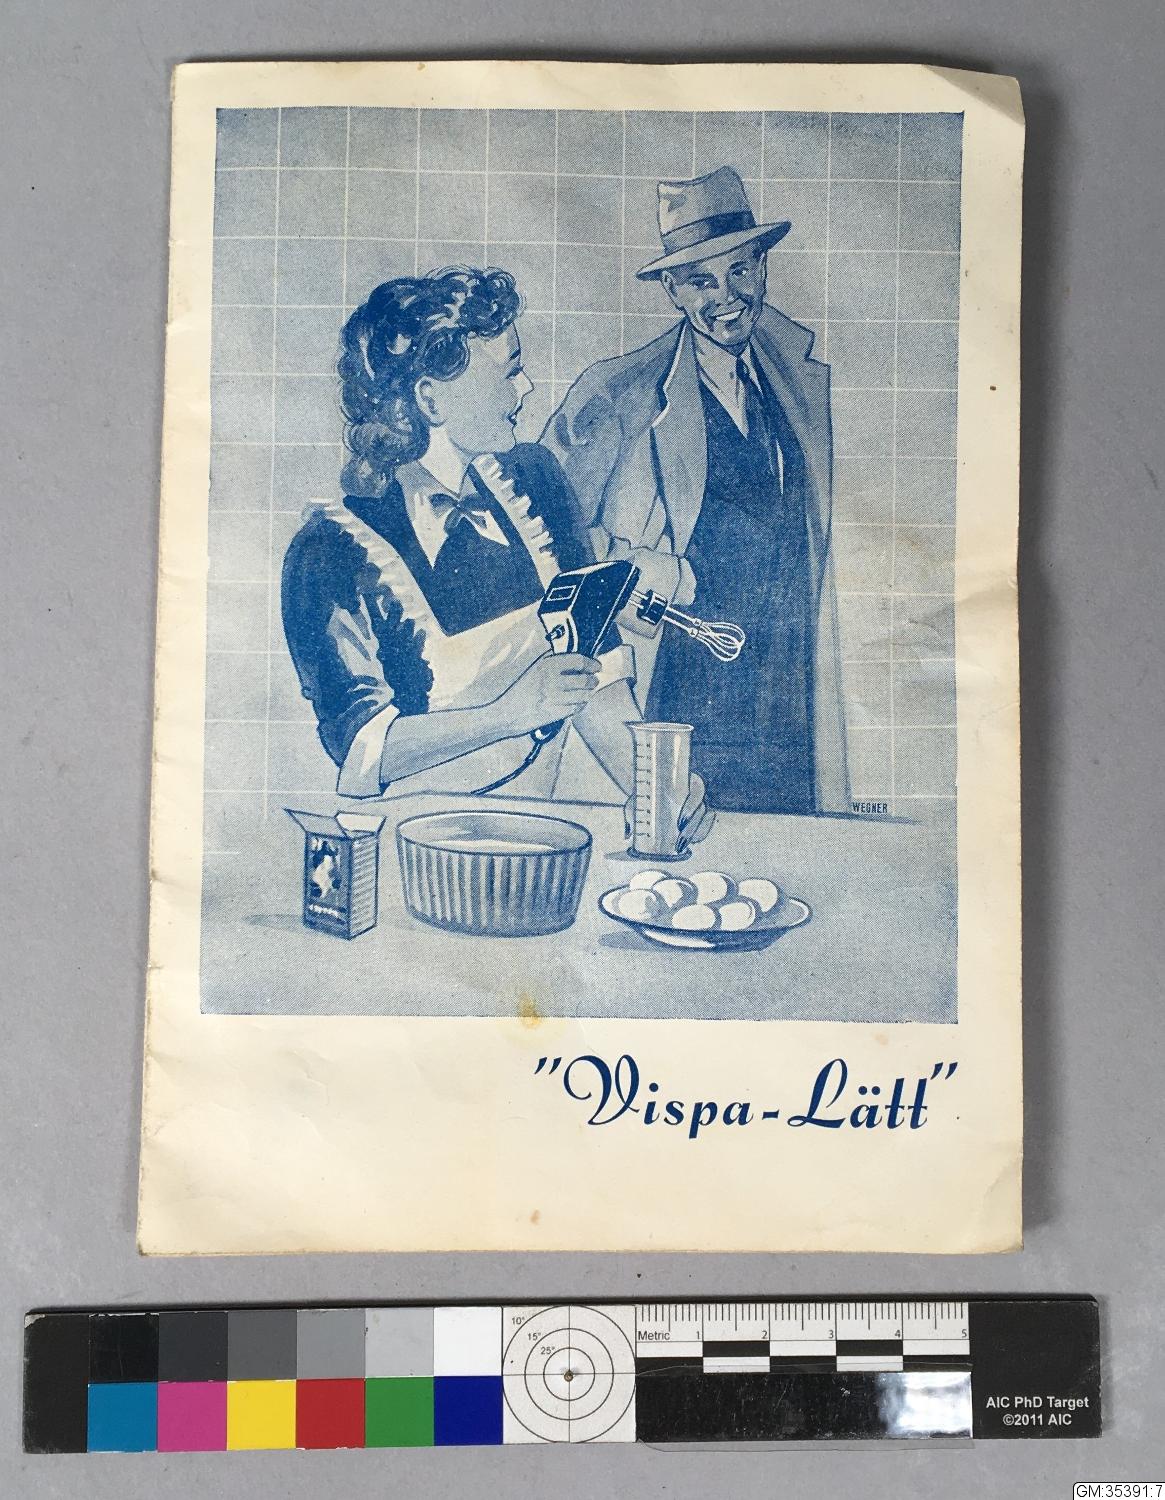 WEGNER
"Vispa-Lätt"
10°
15°
25°
Metric 1 2 3 4 5
AIC PhD Target
©2011 AIC
GM:35391:7